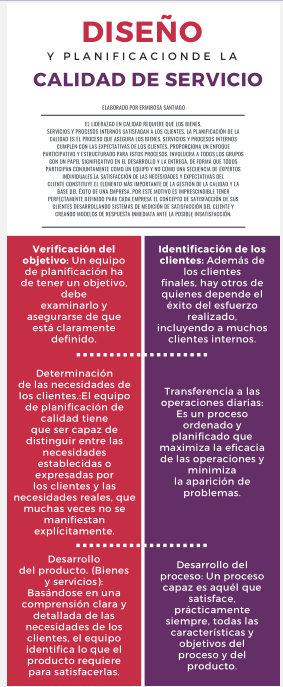 DISEÑO
Y PLANIFICACIONDE LA
CALIDAD DE SERVICIO
ELABORADO POR ERMIROSA SANTIAGO
EL LIDERAZGO EN CALIDAD REQUIERE QUE LOS BIENES,
SERVICIOS Y PROCESOS INTERNOS SATISFAGAN A LOS CLIENTES. LA PLANIFICACIÓN DE LA
CALIDAD ES EL PROCESO QUE ASEGURA LOS BIENES, SERVICIOS Y PROCESOS INTERNOS
CUMPLEN CON LAS EXPECTATIVAS DE LOS CLIENTES. PROPORCIONA UN ENFOQUE
PARTICIPATIVO Y ESTRUCTURADO PARA ESTOS PROCESOS. INVOLUCRA A TODOS LOS GRUPOS
CON UN PAPEL SIGNIFICATIVO EN EL DESARROLLO Y LA ENTREGA, DE FORMA QUE TODOS
PARTICIPAN CONJUNTAMENTE COMO UN EQUIPO Y NO COMO UNA SECUENCIA DE EXPERTOS
INDIVIDUALES.LA SATISFACCIÓN DE LAS NECESIDADES Y EXPECTATIVAS DEL
CLIENTE CONSTITUYE EL ELEMENTO MÁS IMPORTANTE DE LA GESTIÓN DE LA CALIDAD Y LA
BASE DEL ÉXITO DE UNA EMPRESA. POR ESTE MOTIVO ES IMPRESCINDIBLE TENER
PERFECTAMENTE DEFINIDO PARA CADA EMPRESA EL CONCEPTO DE SATISFACCIÓN DE SUS
CLIENTES DESARROLLANDO SISTEMAS DE MEDICIÓN DE SATISFACCIÓN DEL CLIENTE Y
CREANDO MODELOS DE RESPUESTA INMEDIATA ANTE LA POSIBLE INSATISFACCIÓN.
Verificación del
objetivo: Un equipo
de planificación ha
de tener un objetivo,
debe
examinarlo y
asegurarse de que
está claramente
definido.
Identificación de los
clientes: Además de
los clientes
finales, hay otros de
quienes depende el
éxito del esfuerzo
realizado,
incluyendo a muchos
clientes internos.
Determinación
de las necesidades de
los clientes.:El equipo
de planificación de
calidad tiene
que ser capaz de
distinguir entre las
necesidades
establecidas o
expresadas por
los clientes y las
necesidades reales, que
muchas veces no se
manifiestan
explícitamente.
Transferencia a las
operaciones diarias:
Es un proceso
ordenado y
planificado que
maximiza la eficacia
de las operaciones y
minimiza
la aparición de
problemas.
Desarrollo
del producto. (Bienes
y servicios):
Basándose en una
comprensión clara y
detallada de las
necesidades de los
clientes, el equipo
identifica lo que el
producto requiere
para satisfacerlas.
Desarrollo del
proceso: Un proceso
capaz es aquél que
satisface,
prácticamente
siempre, todas las
características y
objetivos del
proceso y del
producto.